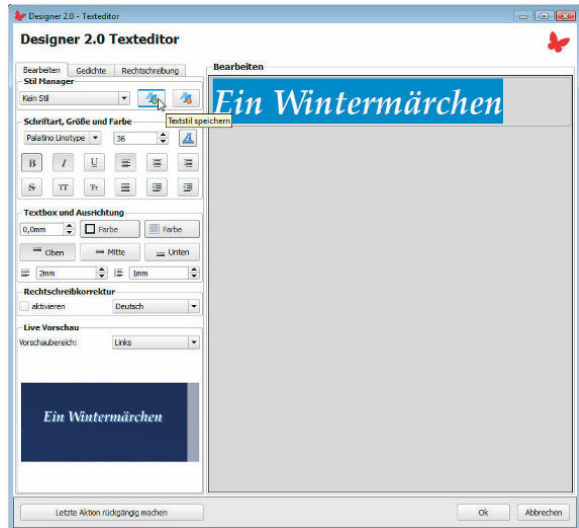 Designer 2.0 - Texteditor
Designer 2.0 Texteditor
Bearbeiten Gedichte Rechtschreibung
Stil Manager
Kein Stil
Textstil speichern
Schriftart, Größe und Farbe
Palatino Linotype 36
B I U
S TT Tr
Textbox und Ausrichtung
0,0mm Farbe Farbe
Oben Mitte Unten
2mm 1mm
Rechtschreibkorrektur
aktivieren Deutsch
Live Vorschau
Vorschaubereich: Links
Ein Wintermärchen
Letzte Aktion rückgängig machen
Bearbeiten
Ein Wintermärchen
Ok Abbrechen